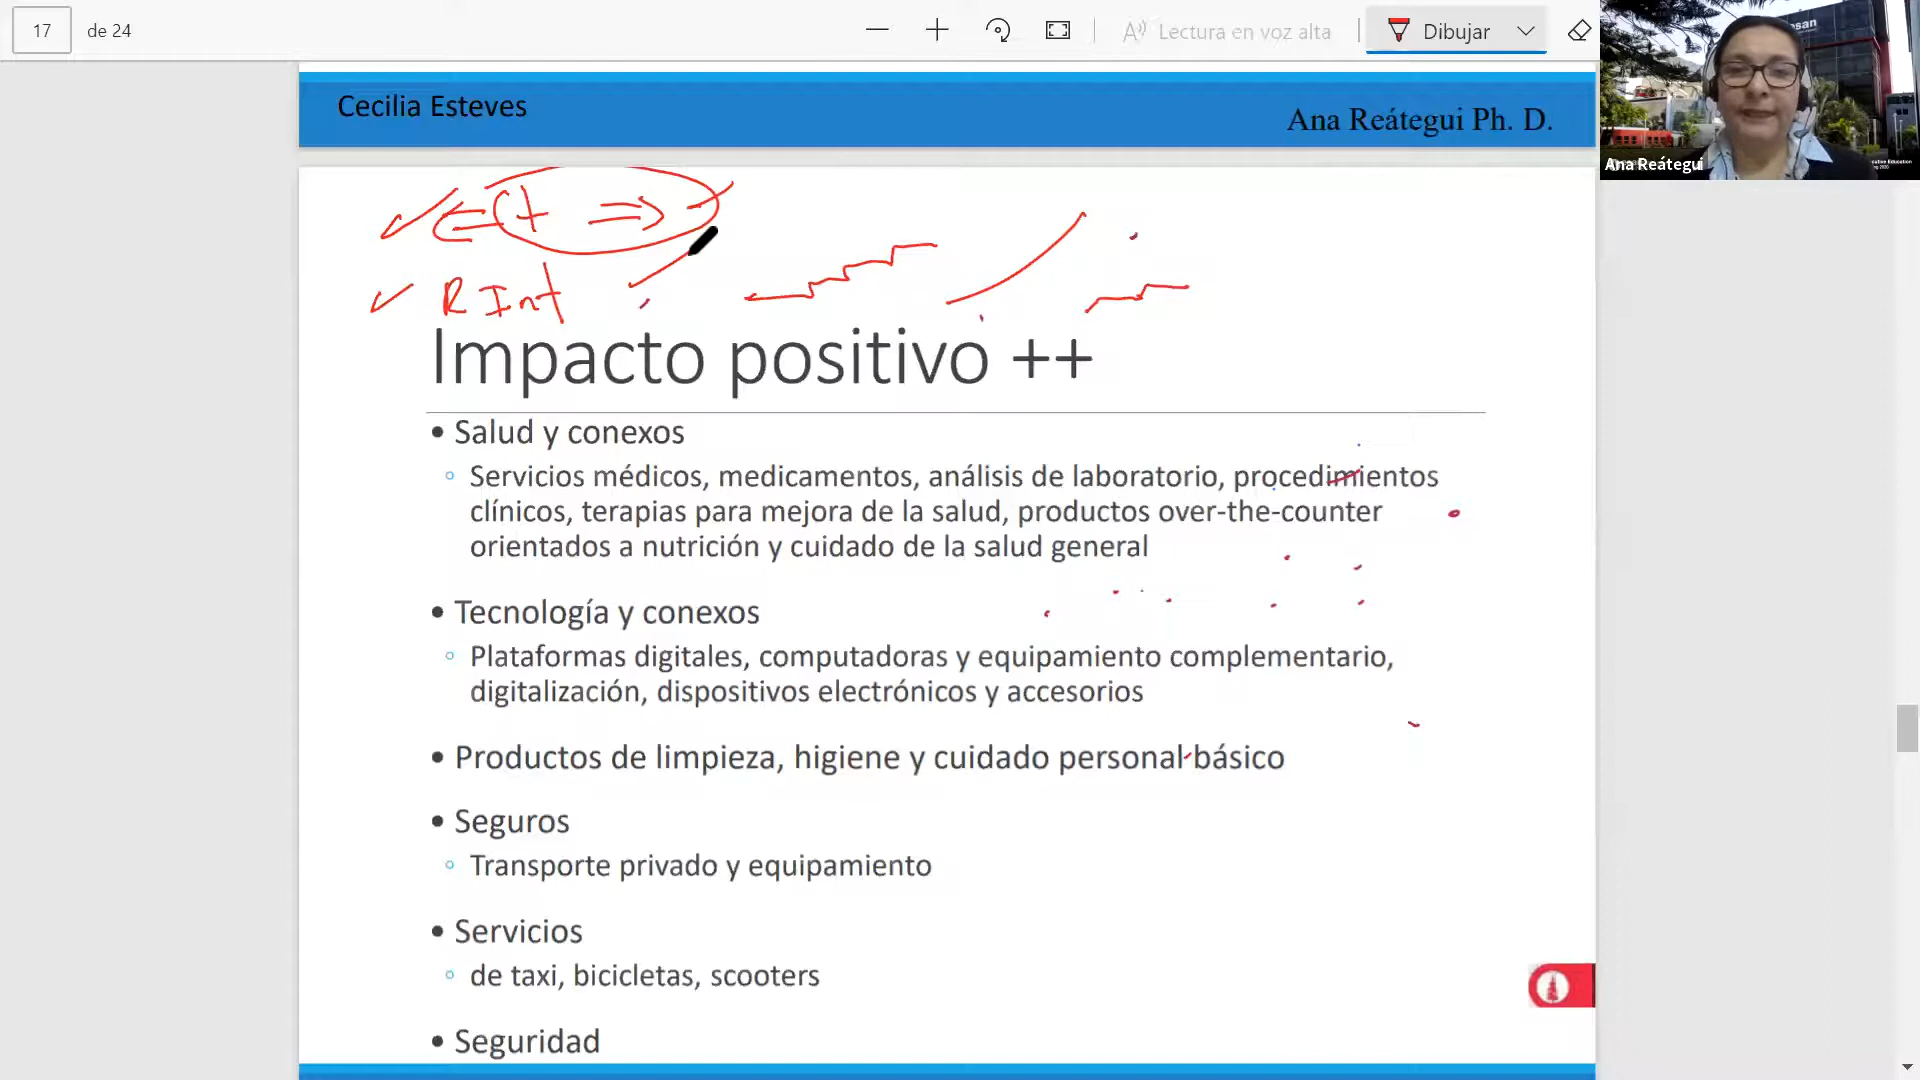 17 de 24
Lectura en voz alta
Dibujar
Cecilia Esteves
Ana Reátegui Ph. D.
Ana Reátegui
+ ⇒ -
R Int
Impacto positivo ++
• Salud y conexos
Servicios médicos, medicamentos, análisis de laboratorio, procedimientos
clínicos, terapias para mejora de la salud, productos over-the-counter
orientados a nutrición y cuidado de la salud general
• Tecnología y conexos
Plataformas digitales, computadoras y equipamiento complementario,
digitalización, dispositivos electrónicos y accesorios
• Productos de limpieza, higiene y cuidado personal básico
• Seguros
Transporte privado y equipamiento
• Servicios
de taxi, bicicletas, scooters
• Seguridad